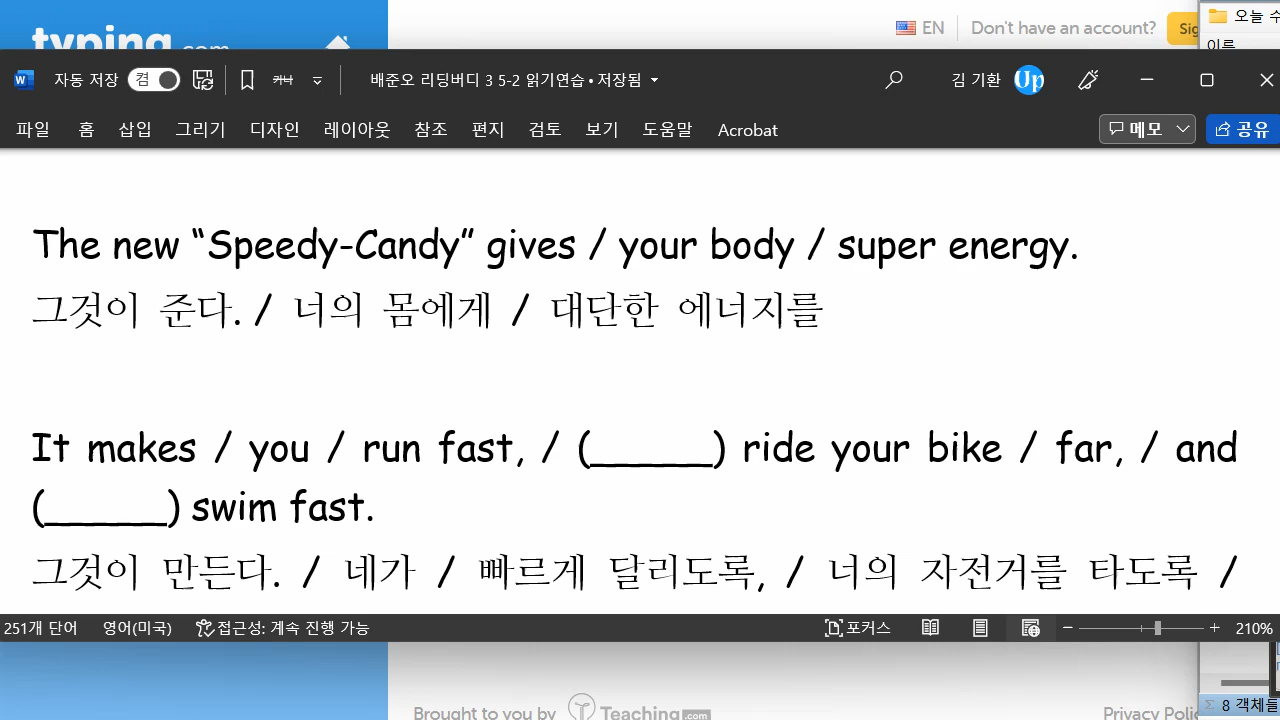 typing.com
EN Don't have an account?
오늘
이름
자동 저장 켬 가나 배준오 리딩버디 3 5-2 읽기연습 • 저장됨 김 기환 Up
파일 홈 삽입 그리기 디자인 레이아웃 참조 편지 검토 보기 도움말 Acrobat 메모 공유
The new “Speedy-Candy” gives / your body / super energy.
그것이 준다. / 너의 몸에게 / 대단한 에너지를
It makes / you / run fast, / (______) ride your bike / far, / and
(______) swim fast.
그것이 만든다. / 네가 / 빠르게 달리도록, / 너의 자전거를 타도록 /
251개 단어 영어(미국) 접근성: 계속 진행 가능 포커스 210%
Brought to you by Teaching.com Privacy
8 객체를